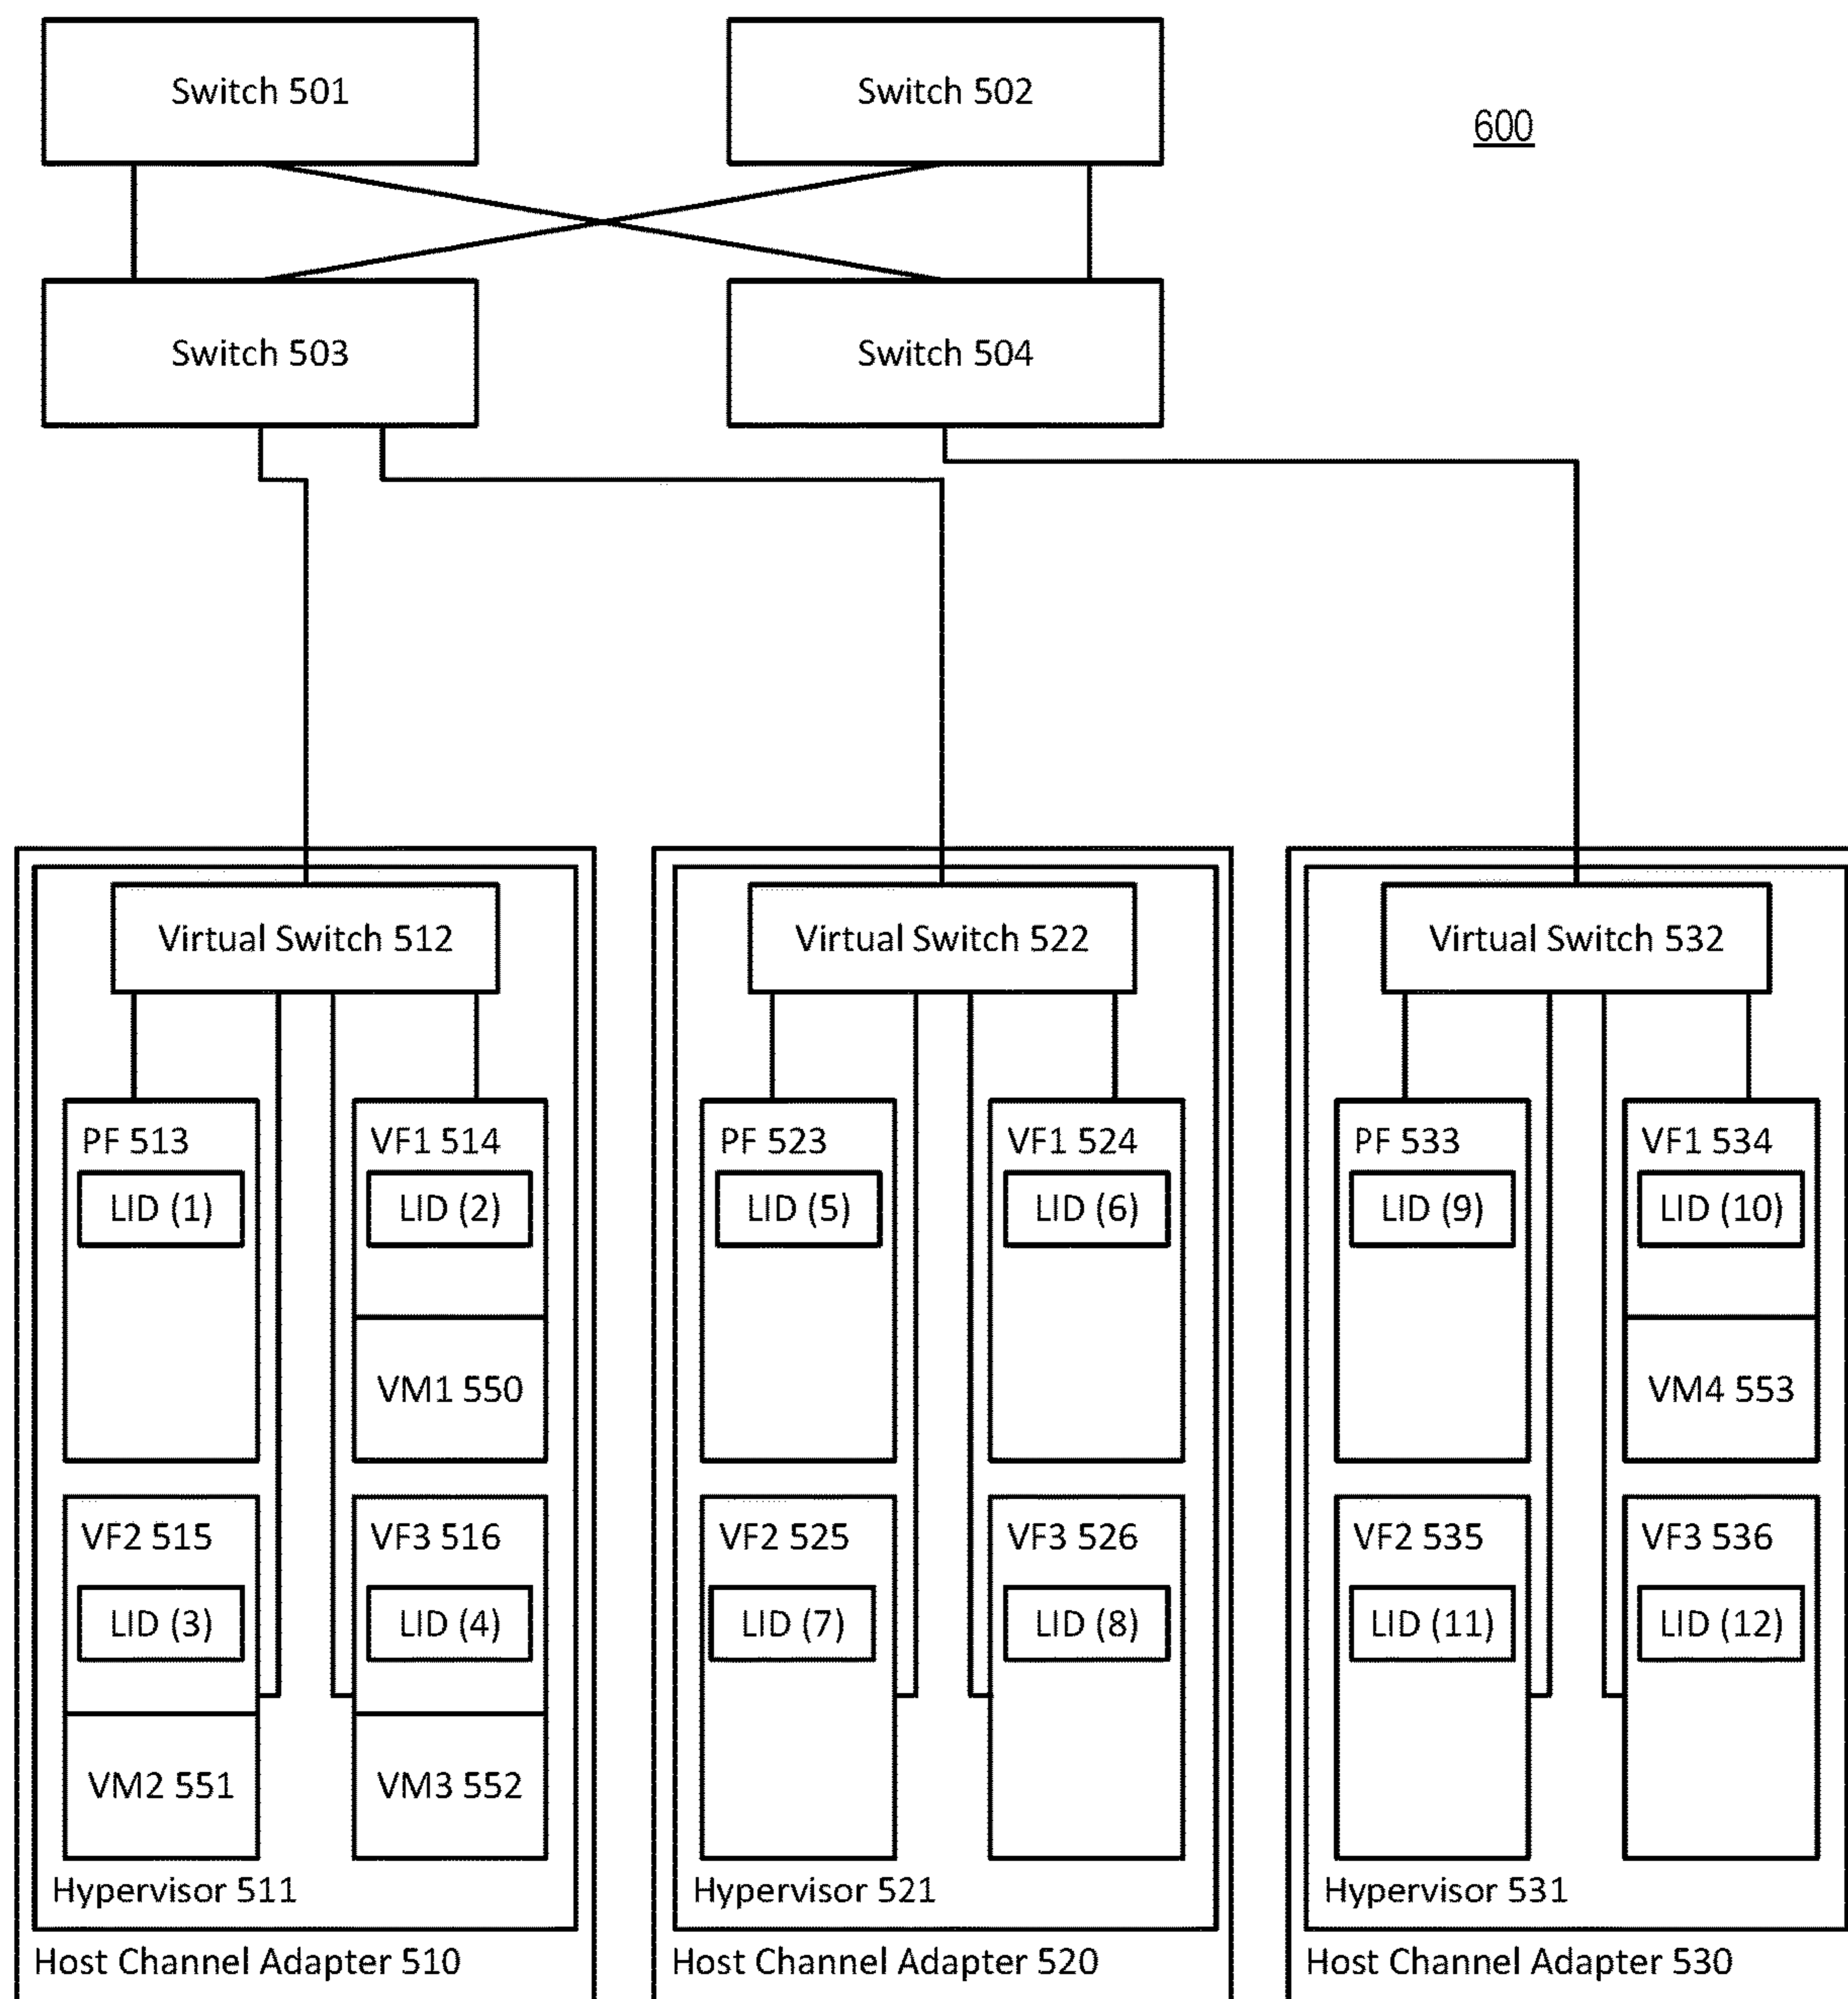 Switch 501
Switch 502
600
Switch 503
Switch 504
Virtual Switch 512
PF 513
LID (1)
VF1 514
LID (2)
VM1 550
VF2 515
LID (3)
VM2 551
VF3 516
LID (4)
VM3 552
Hypervisor 511
Host Channel Adapter 510
Virtual Switch 522
PF 523
LID (5)
VF1 524
LID (6)
VF2 525
LID (7)
VF3 526
LID (8)
Hypervisor 521
Host Channel Adapter 520
Virtual Switch 532
PF 533
LID (9)
VF1 534
LID (10)
VM4 553
VF2 535
LID (11)
VF3 536
LID (12)
Hypervisor 531
Host Channel Adapter 530